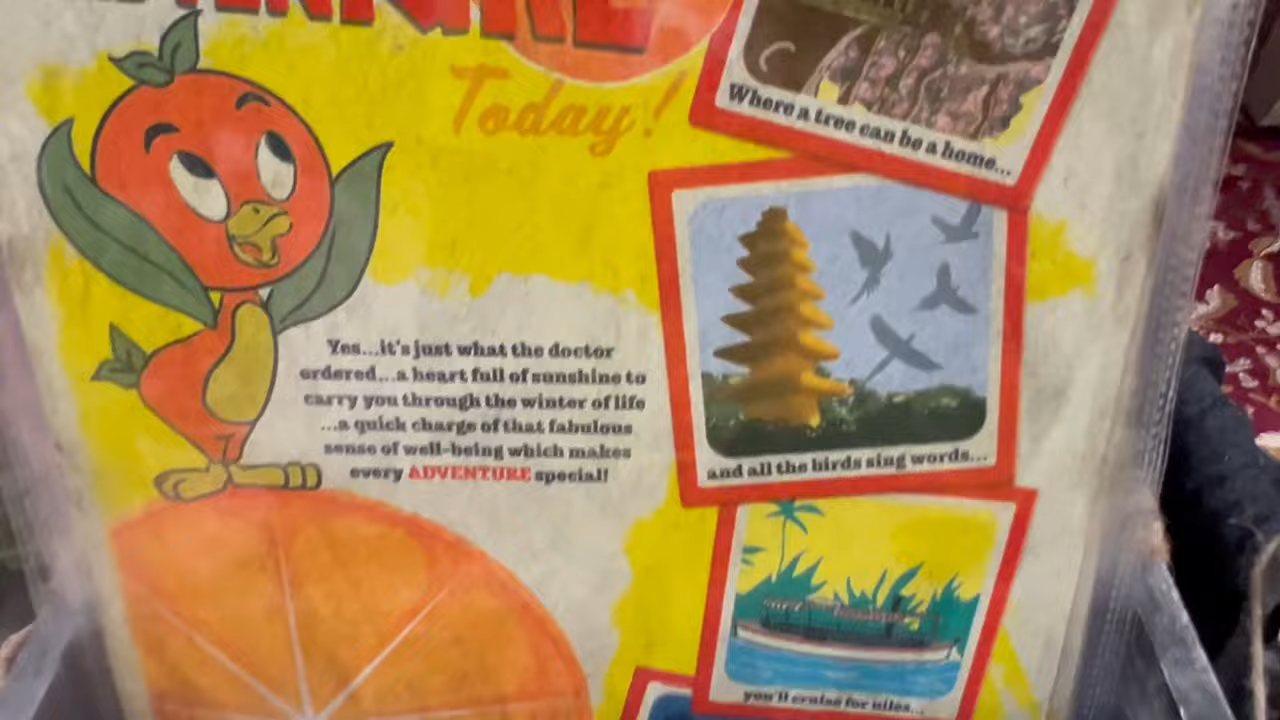 Today!
Where a tree can be a home...
Yes...it's just what the doctor
ordered...a heart full of sunshine to
carry you through the winter of life
...a quick charge of that fabulous
sense of well-being which makes
every ADVENTURE special!
and all the birds sing words...
you'll cruise for miles...